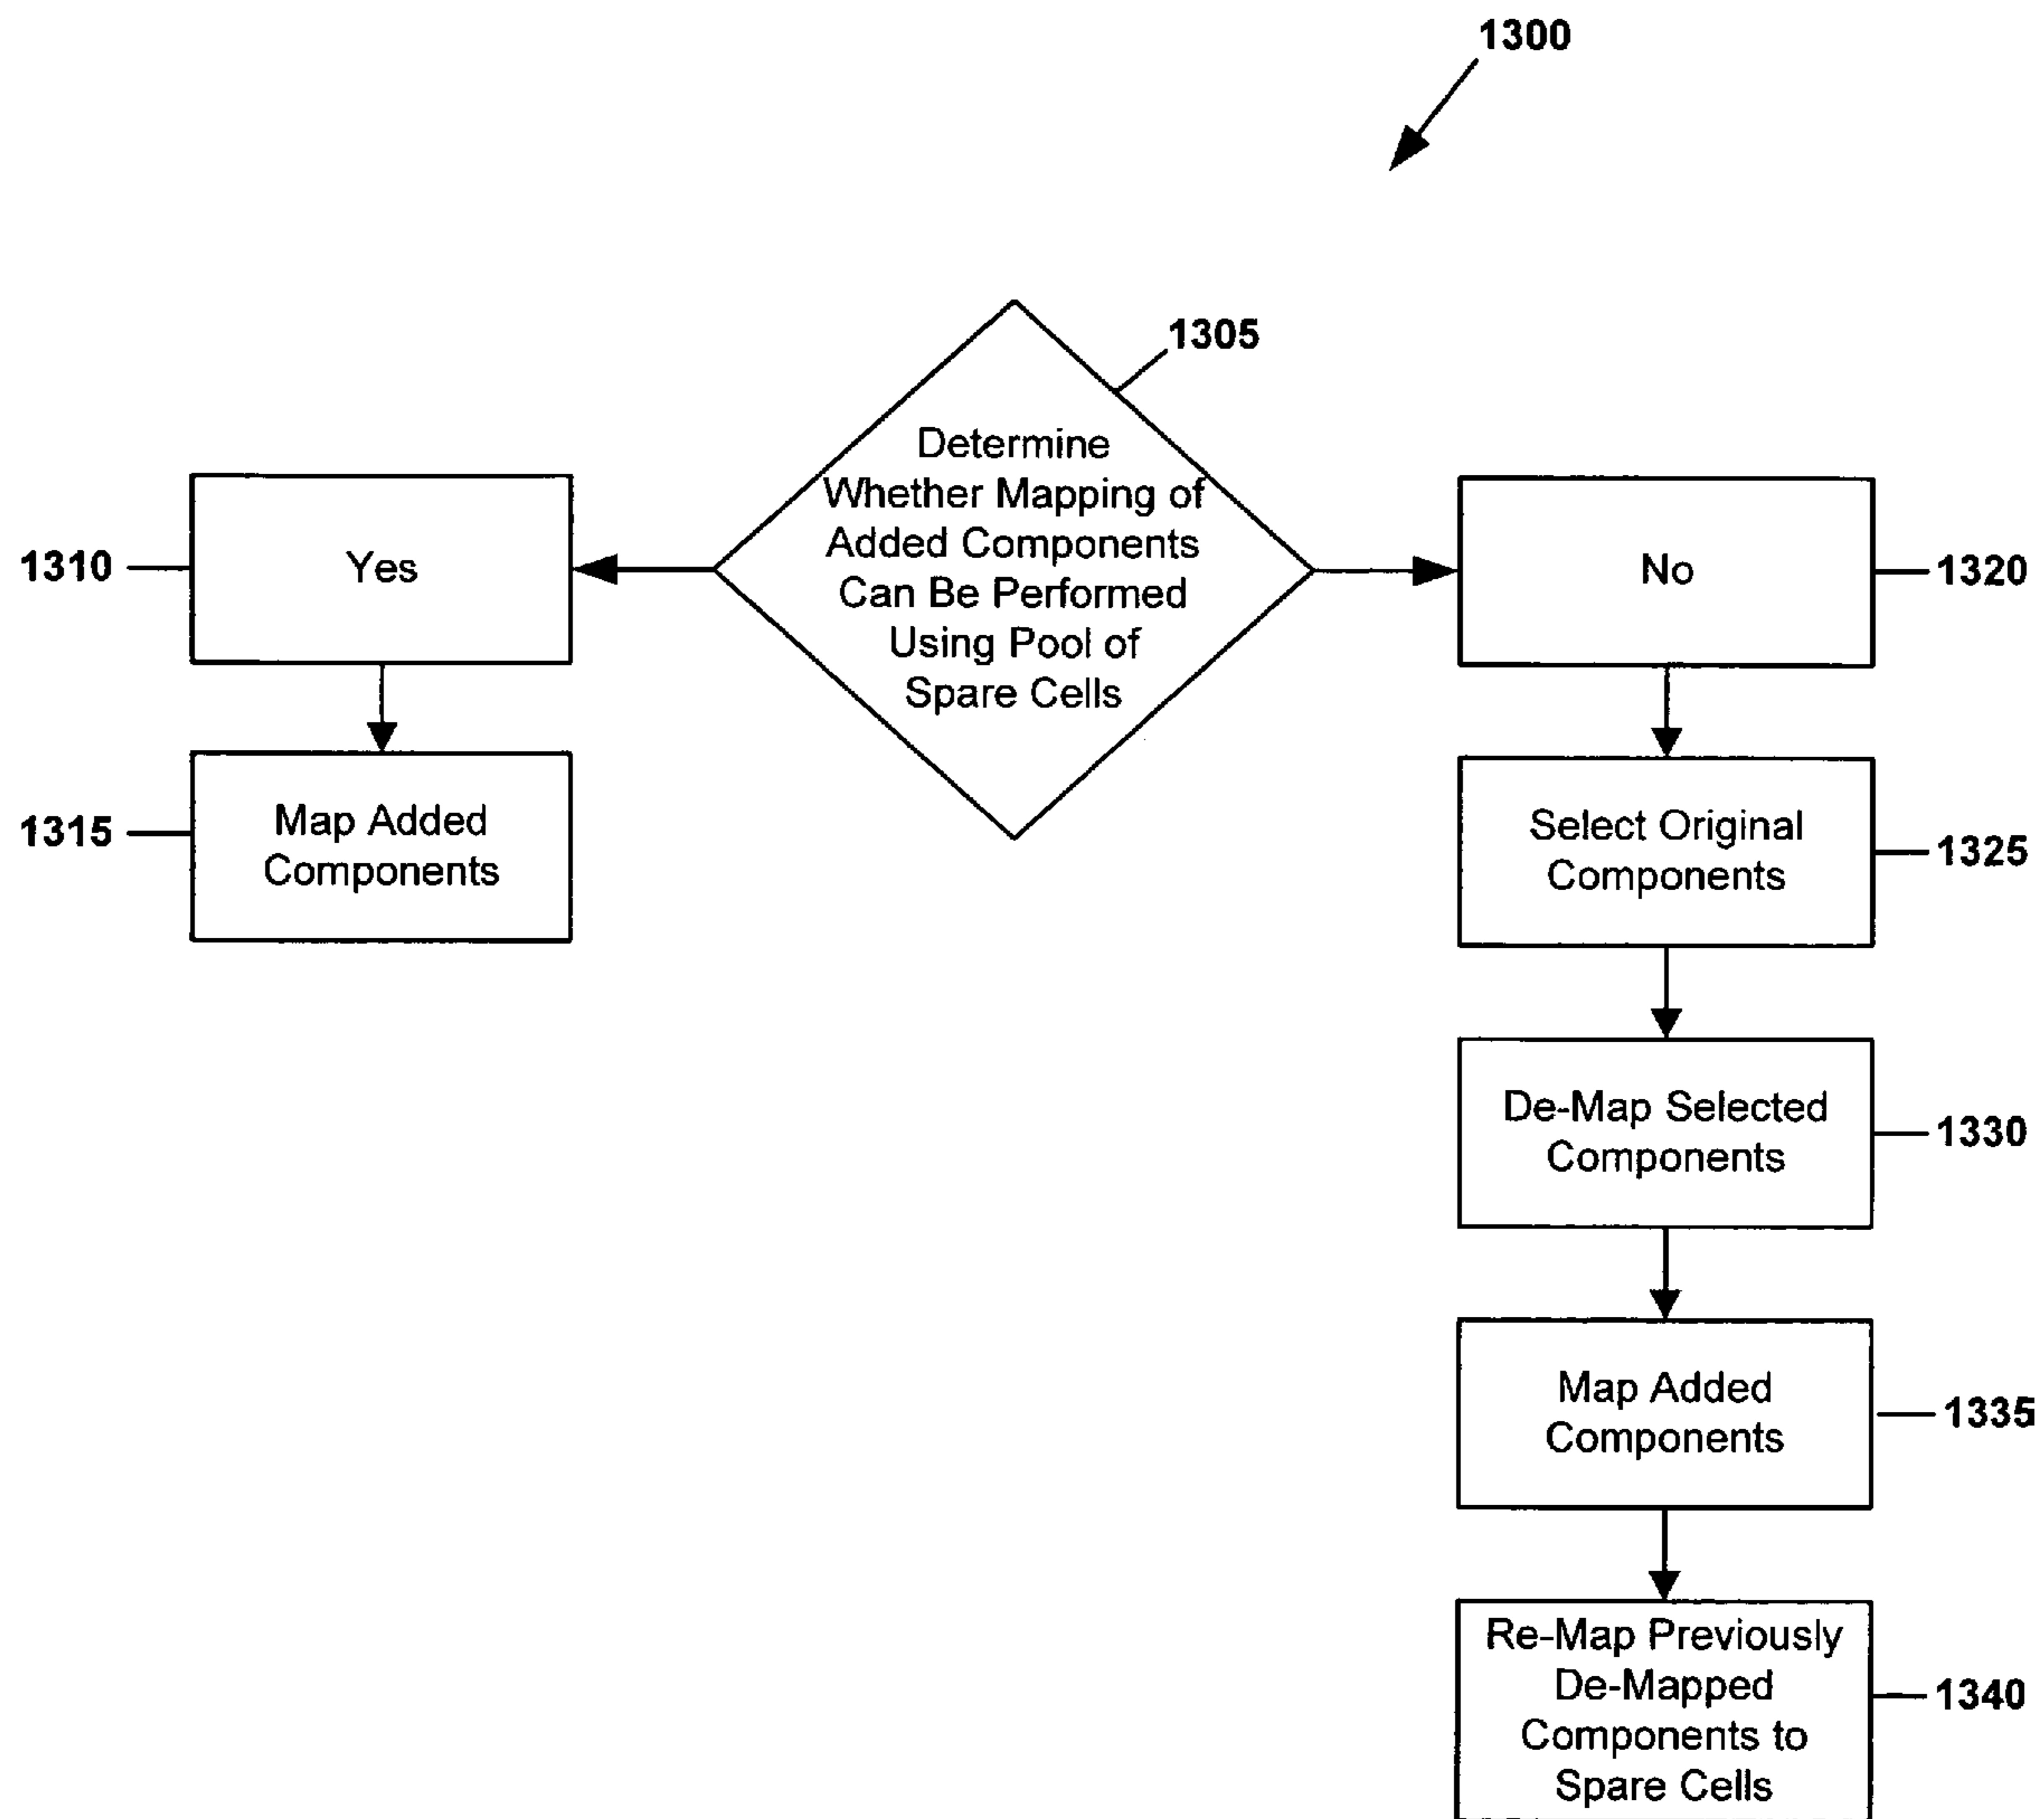 1300
1305
Determine
Whether Mapping of
Added Components
Can Be Performed
Using Pool of
Spare Cells
1310
Yes
1315
Map Added
Components
No
1320
Select Original
Components
1325
De-Map Selected
Components
1330
Map Added
Components
1335
Re-Map Previously
De-Mapped
Components to
Spare Cells
1340